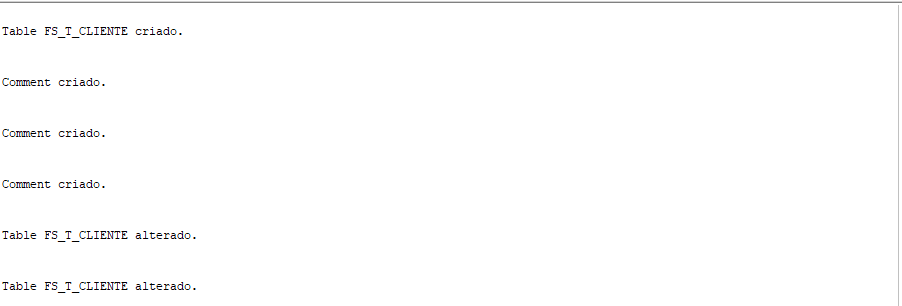 Table FS_T_CLIENTE criado.
Comment criado.
Comment criado.
Comment criado.
Table FS_T_CLIENTE alterado.
Table FS_T_CLIENTE alterado.